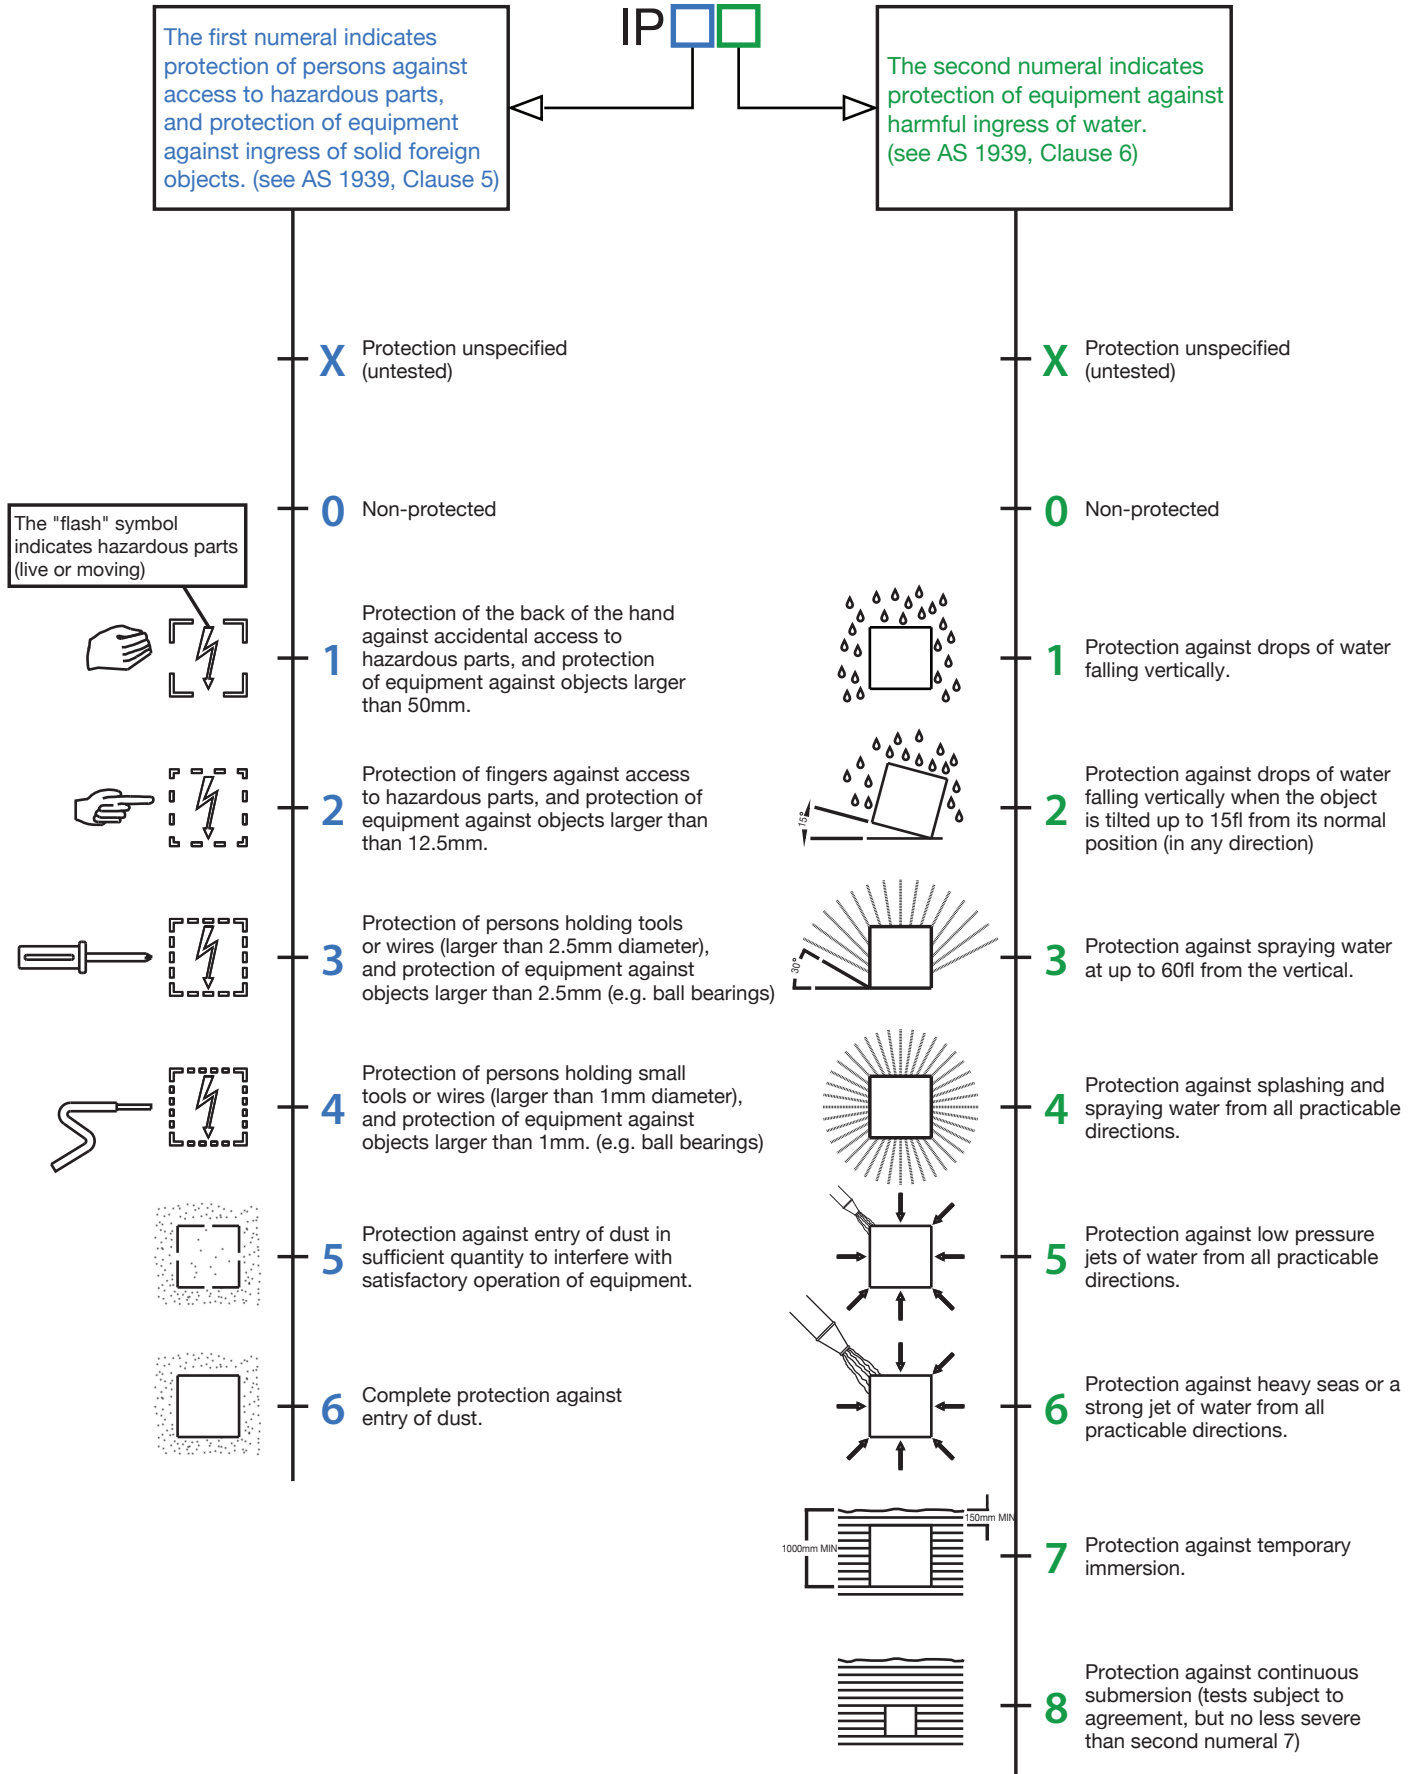 IP
The first numeral indicates
protection of persons against
access to hazardous parts,
and protection of equipment
against ingress of solid foreign
objects. (see AS 1939, Clause 5)
The second numeral indicates
protection of equipment against
harmful ingress of water.
(see AS 1939, Clause 6)
X
Protection unspecified
(untested)
0
Non-protected
The "flash" symbol
indicates hazardous parts
(live or moving)
1
Protection of the back of the hand
against accidental access to
hazardous parts, and protection
of equipment against objects larger
than 50mm.
2
Protection of fingers against access
to hazardous parts, and protection of
equipment against objects larger than
than 12.5mm.
3
Protection of persons holding tools
or wires (larger than 2.5mm diameter),
and protection of equipment against
objects larger than 2.5mm (e.g. ball bearings)
4
Protection of persons holding small
tools or wires (larger than 1mm diameter),
and protection of equipment against
objects larger than 1mm. (e.g. ball bearings)
5
Protection against entry of dust in
sufficient quantity to interfere with
satisfactory operation of equipment.
6
Complete protection against
entry of dust.
X
Protection unspecified
(untested)
0
Non-protected
1
Protection against drops of water
falling vertically.
15°
2
Protection against drops of water
falling vertically when the object
is tilted up to 15fl from its normal
position (in any direction)
30°
3
Protection against spraying water
at up to 60fl from the vertical.
4
Protection against splashing and
spraying water from all practicable
directions.
5
Protection against low pressure
jets of water from all practicable
directions.
6
Protection against heavy seas or a
strong jet of water from all
practicable directions.
150mm MIN
1000mm MIN
7
Protection against temporary
immersion.
8
Protection against continuous
submersion (tests subject to
agreement, but no less severe
than second numeral 7)